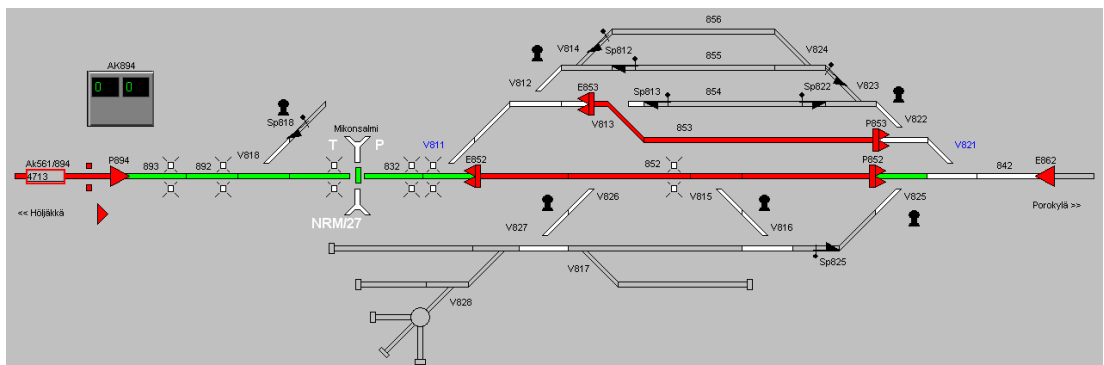 856
V814
Sp812
V824
855
AK894
0 0
V812
V823
E853
Sp813
854
Sp822
V822
Sp818
Mikonsalmi
V813
853
P853
T P
V811
V821
Ak561/894
P894
893
892
V818
832
E852
852
P852
842
E862
4713
<< Höljäkkä
NRM/27
V826
V815
V825
Porokylä >>
V827
V816
Sp825
V817
V828